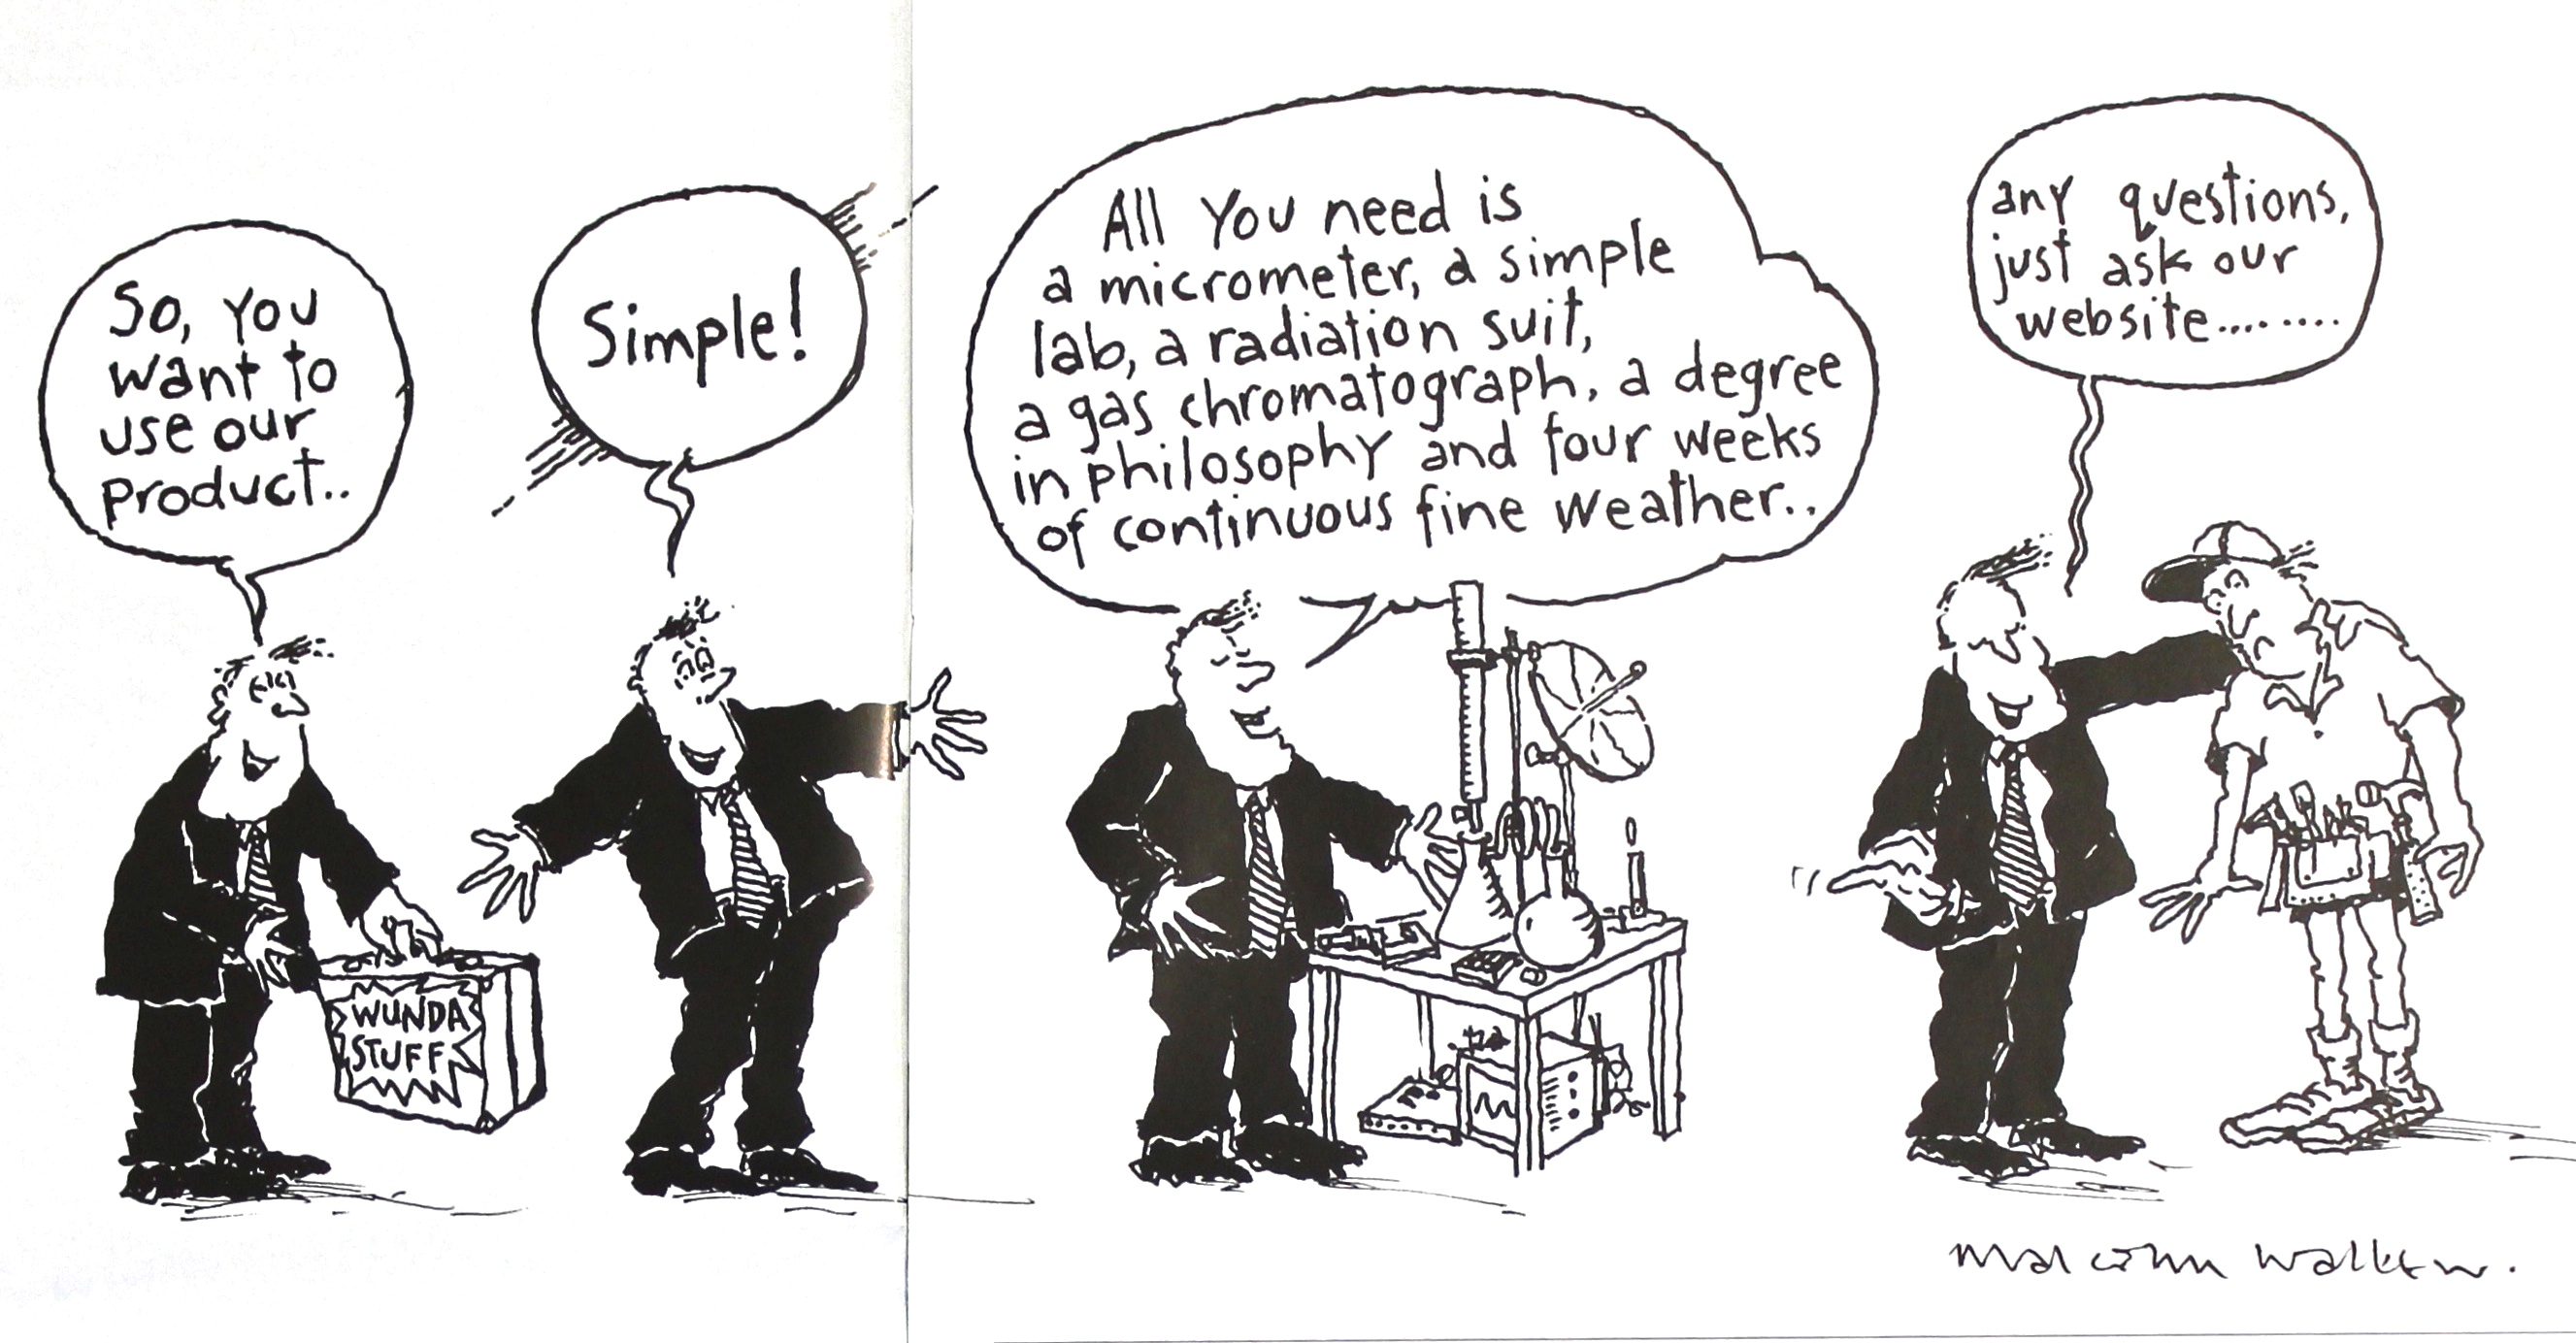 So, you
want to
use our
product..
WUNDA
STUFF
Simple!
All you need is
a micrometer, a simple
lab, a radiation suit,
a gas chromatograph, a degree
in philosophy and four weeks
of continuous fine weather..
any questions,
just ask our
website.........
malcolm walker.